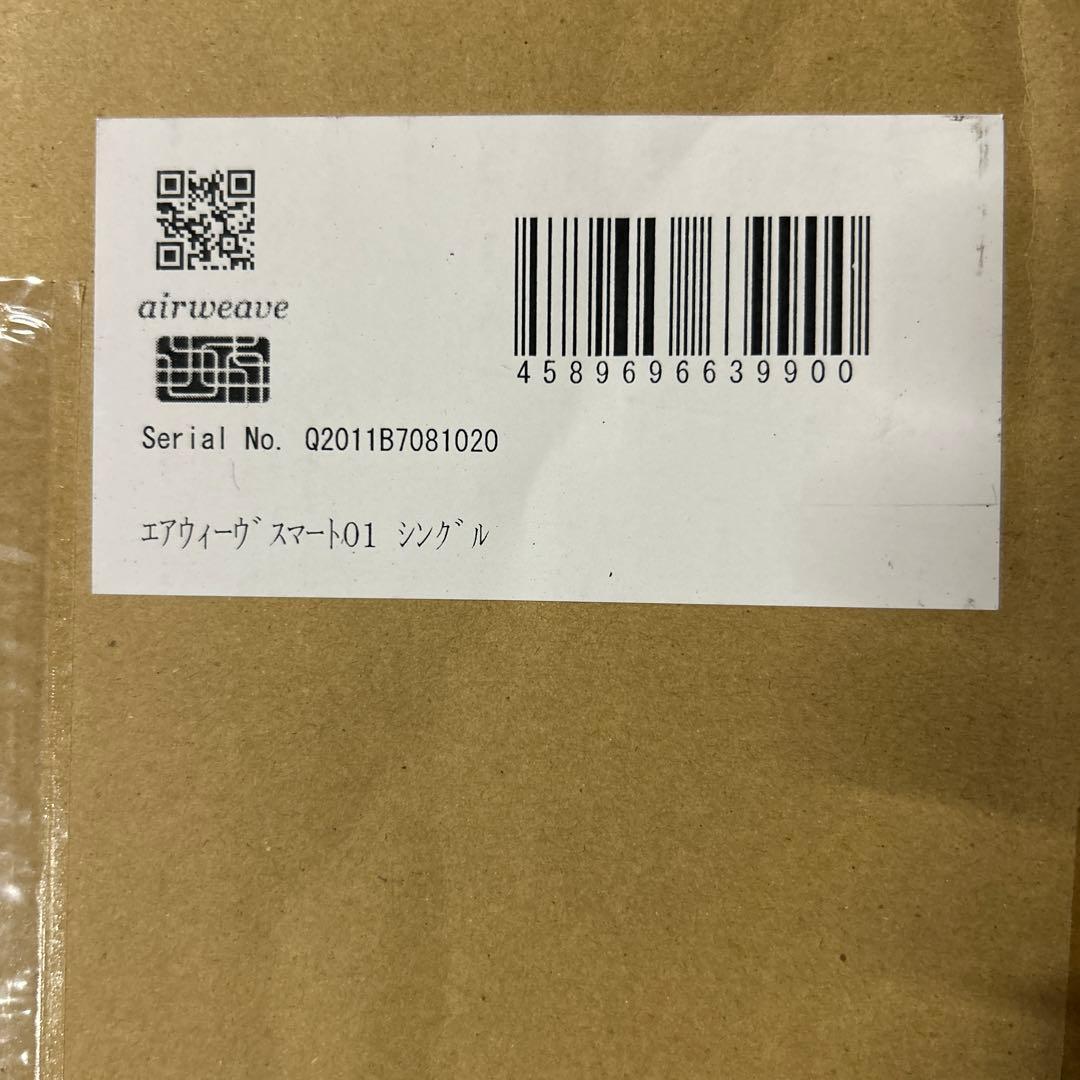 airweave
4589696639900
Serial No. Q2011B7081020
ｴｱｳｨｰｳﾞｽﾏｰﾄ01 ｼﾝｸﾞﾙ